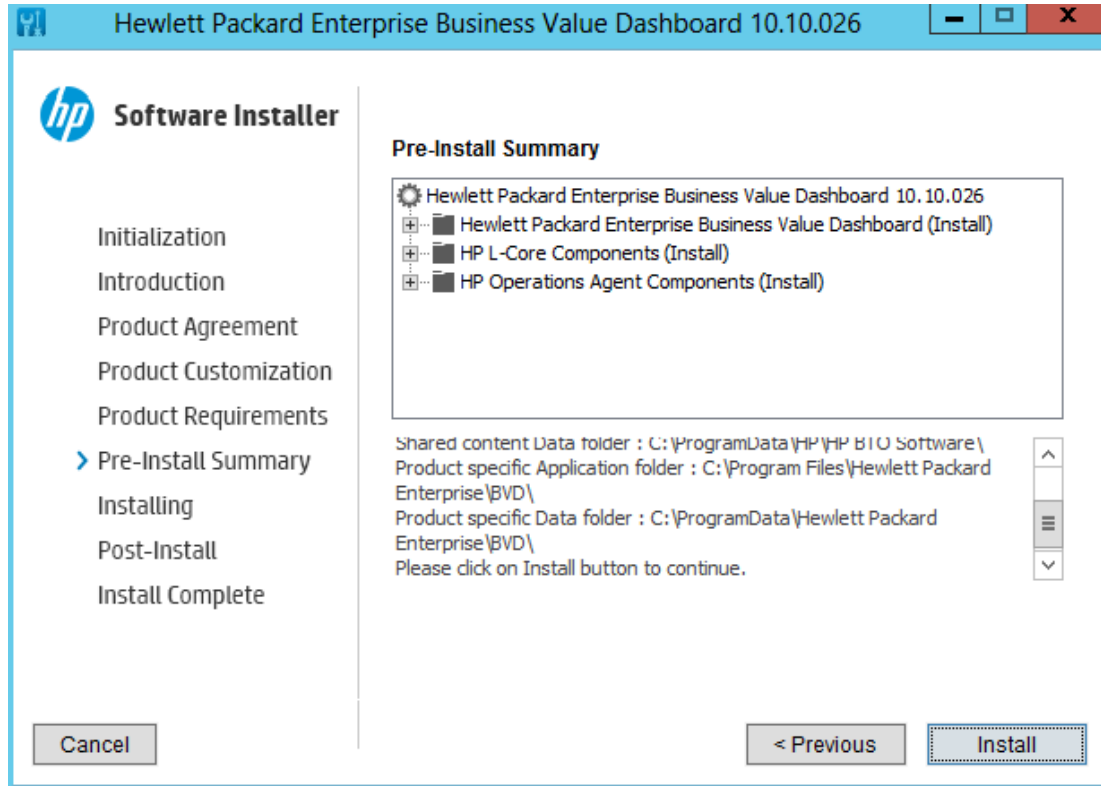 Hewlett Packard Enterprise Business Value Dashboard 10.10.026
hp
Software Installer
Initialization
Introduction
Product Agreement
Product Customization
Product Requirements
Pre-Install Summary
Installing
Post-Install
Install Complete
Pre-Install Summary
Hewlett Packard Enterprise Business Value Dashboard 10.10.026
Hewlett Packard Enterprise Business Value Dashboard (Install)
HP L-Core Components (Install)
HP Operations Agent Components (Install)
Shared content Data folder : C:\ProgramData\HP\HP BTO Software\
Product specific Application folder : C:\Program Files\Hewlett Packard
Enterprise\BVD\
Product specific Data folder : C:\ProgramData\Hewlett Packard
Enterprise\BVD\
Please click on Install button to continue.
Cancel
< Previous
Install